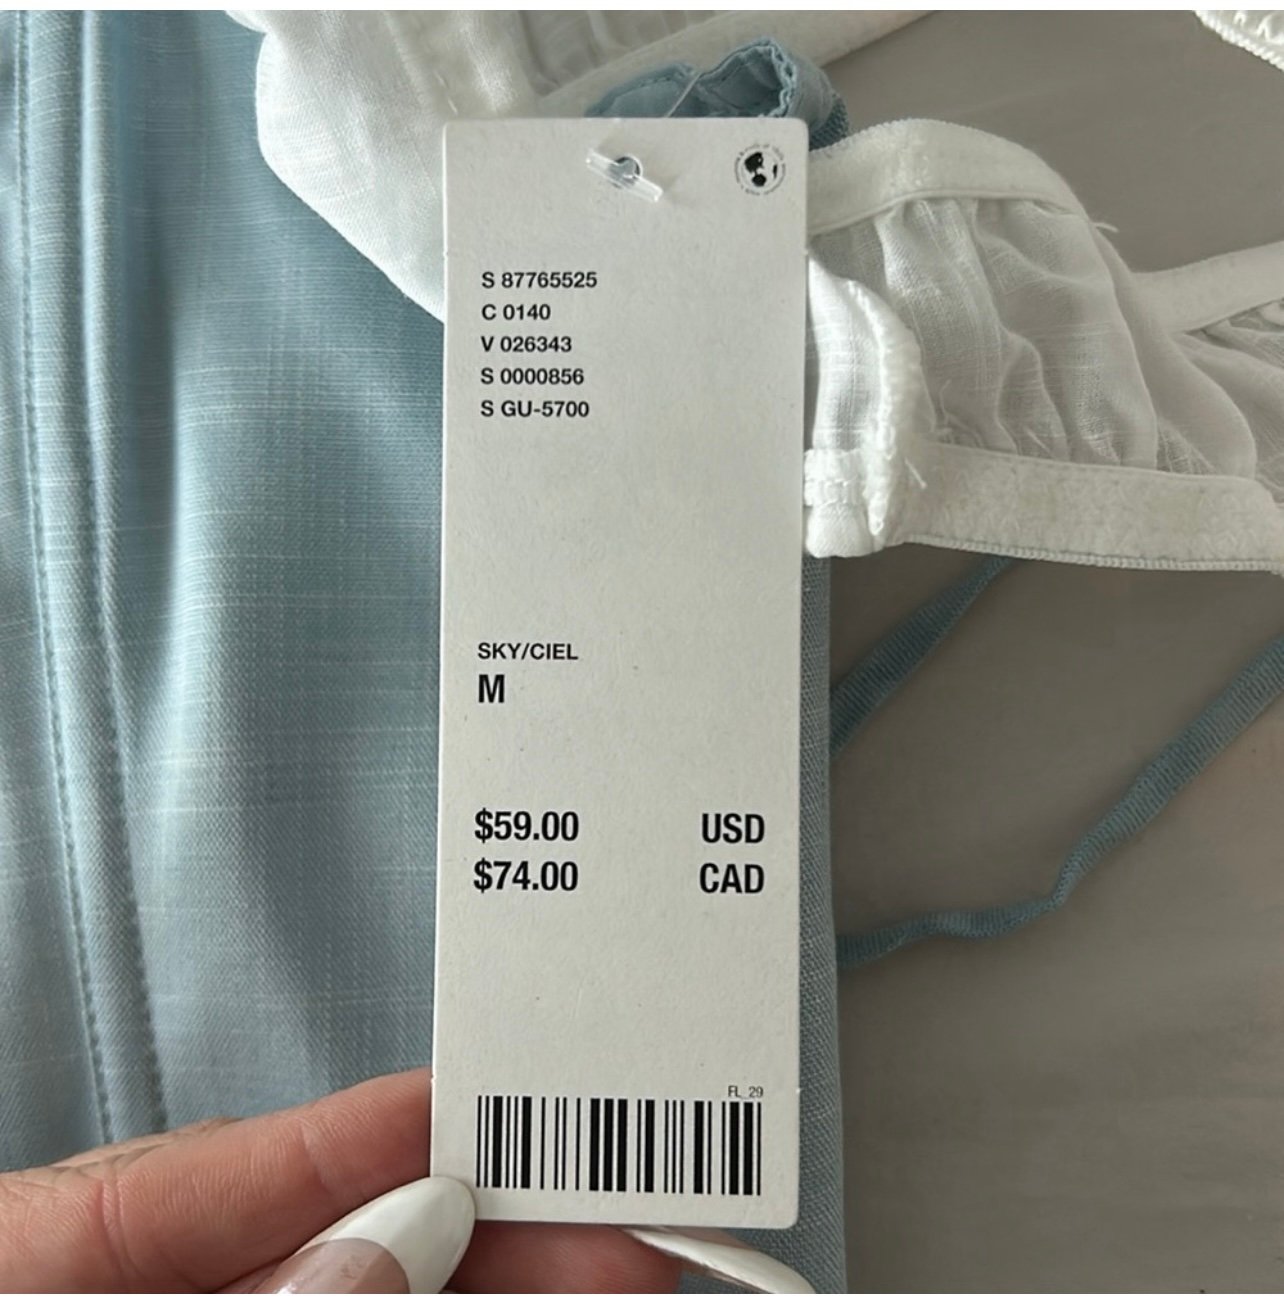 S 87765525
C 0140
V 026343
S 0000856
S GU-5700
SKY/CIEL
M
$59.00 USD
$74.00 CAD
FL_29